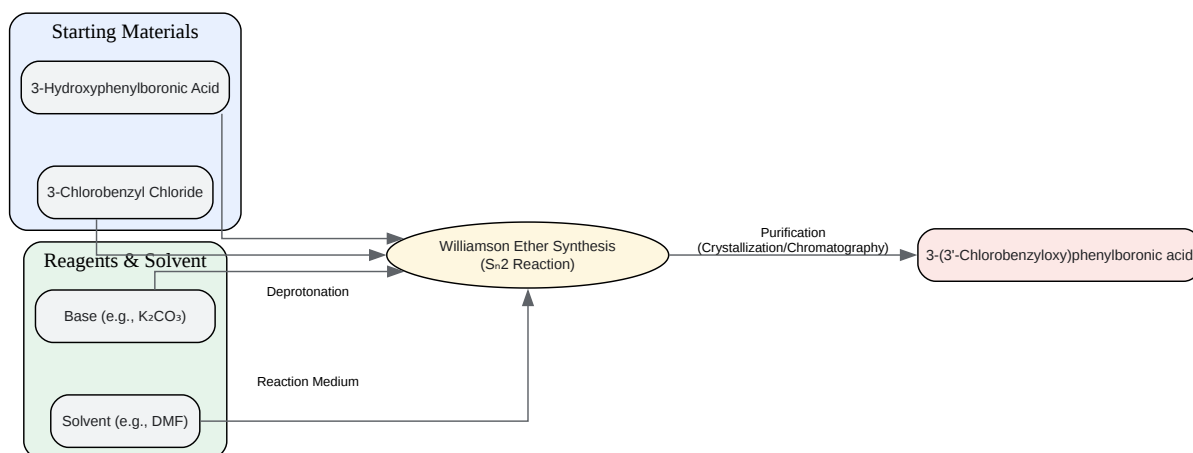 Starting Materials
3-Hydroxyphenylboronic Acid
3-Chlorobenzyl Chloride
Reagents & Solvent
Base (e.g., K₂CO₃)
Solvent (e.g., DMF)
Deprotonation
Reaction Medium
Williamson Ether Synthesis
(Sₙ2 Reaction)
Purification
(Crystallization/Chromatography)
3-(3'-Chlorobenzyloxy)phenylboronic acid